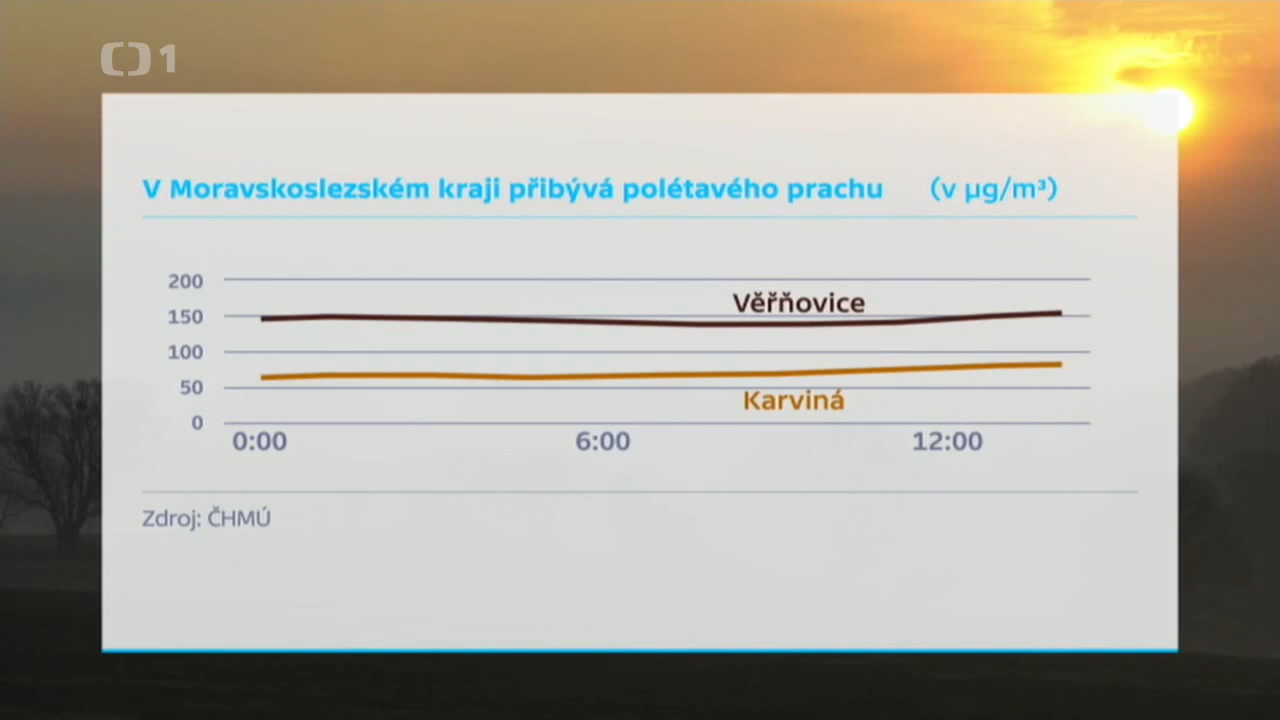 1
V Moravskoslezském kraji přibývá polétavého prachu (v µg/m³)
200
Věřňovice
150
100
50
Karviná
0
0:00 6:00 12:00
Zdroj: ČHMÚ